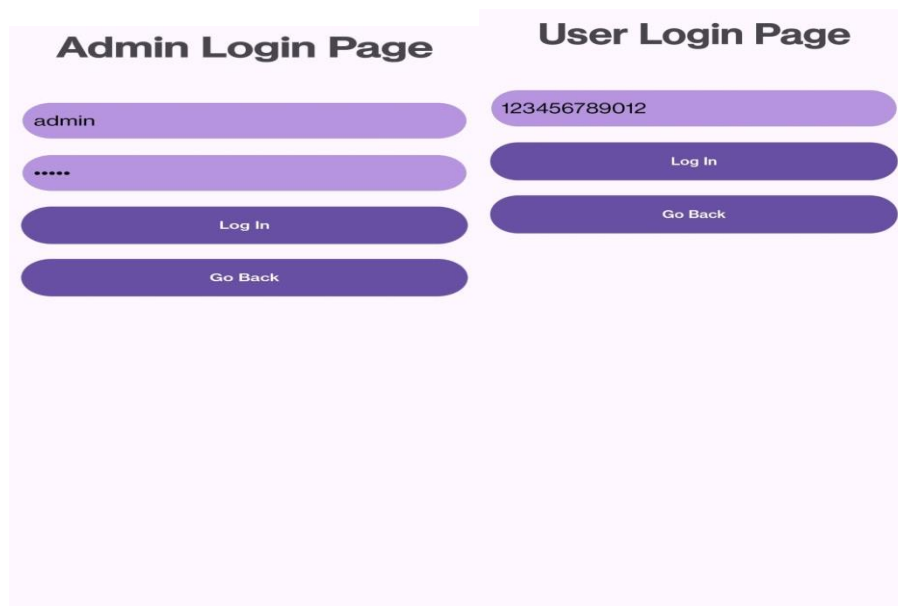 Admin Login Page
admin
•••••
Log In
Go Back
User Login Page
123456789012
Log In
Go Back